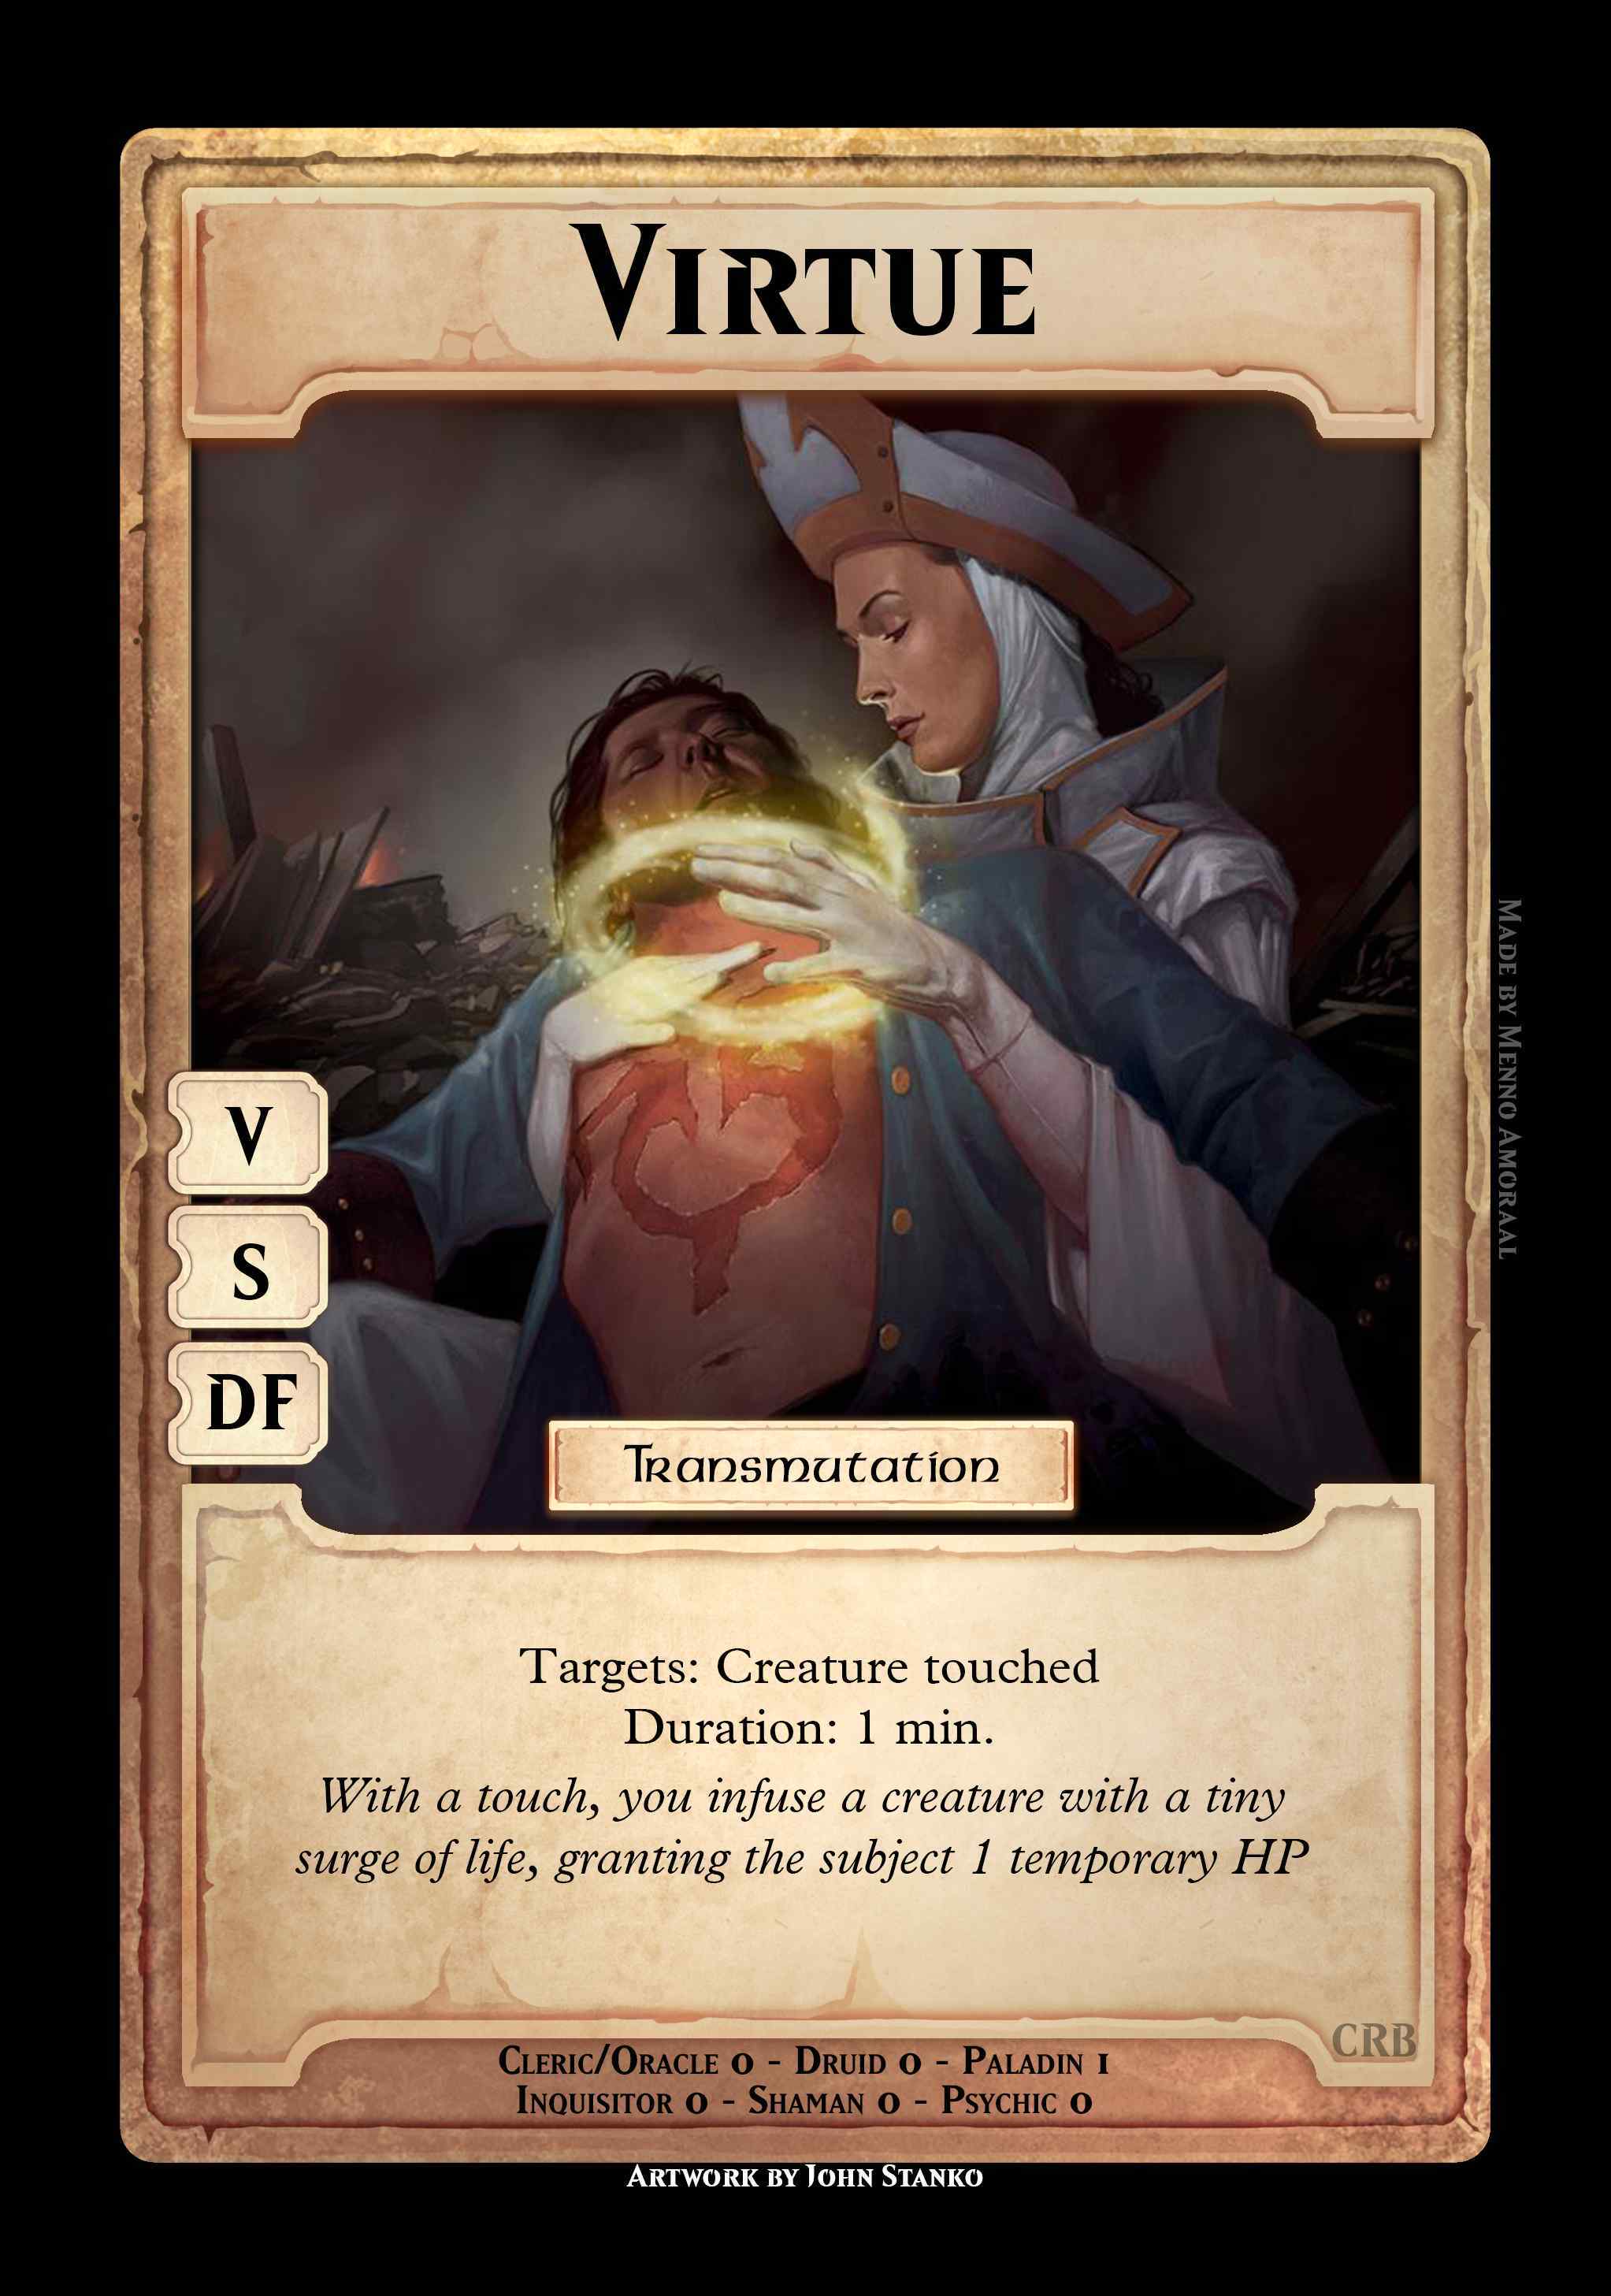 Virtue
V
S
DF
Transmutation
Targets: Creature touched
Duration: 1 min.
With a touch, you infuse a creature with a tiny
surge of life, granting the subject 1 temporary HP
CRB
Cleric/Oracle 0 - Druid 0 - Paladin 1
Inquisitor 0 - Shaman 0 - Psychic 0
Artwork by John Stanko
Made by Menno Amoraal